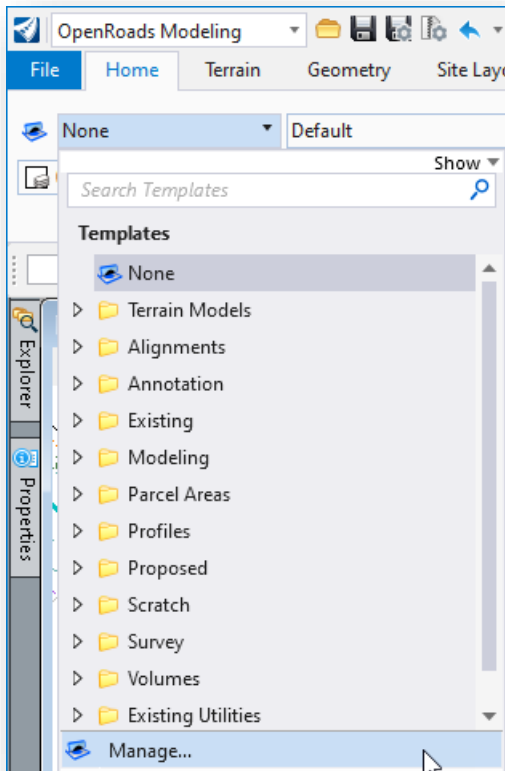 OpenRoads Modeling
File Home Terrain Geometry Site Lay
None Default
Show
Search Templates
Templates
None
Terrain Models
Alignments
Annotation
Existing
Modeling
Parcel Areas
Profiles
Proposed
Scratch
Survey
Volumes
Existing Utilities
Manage...
Explorer
Properties